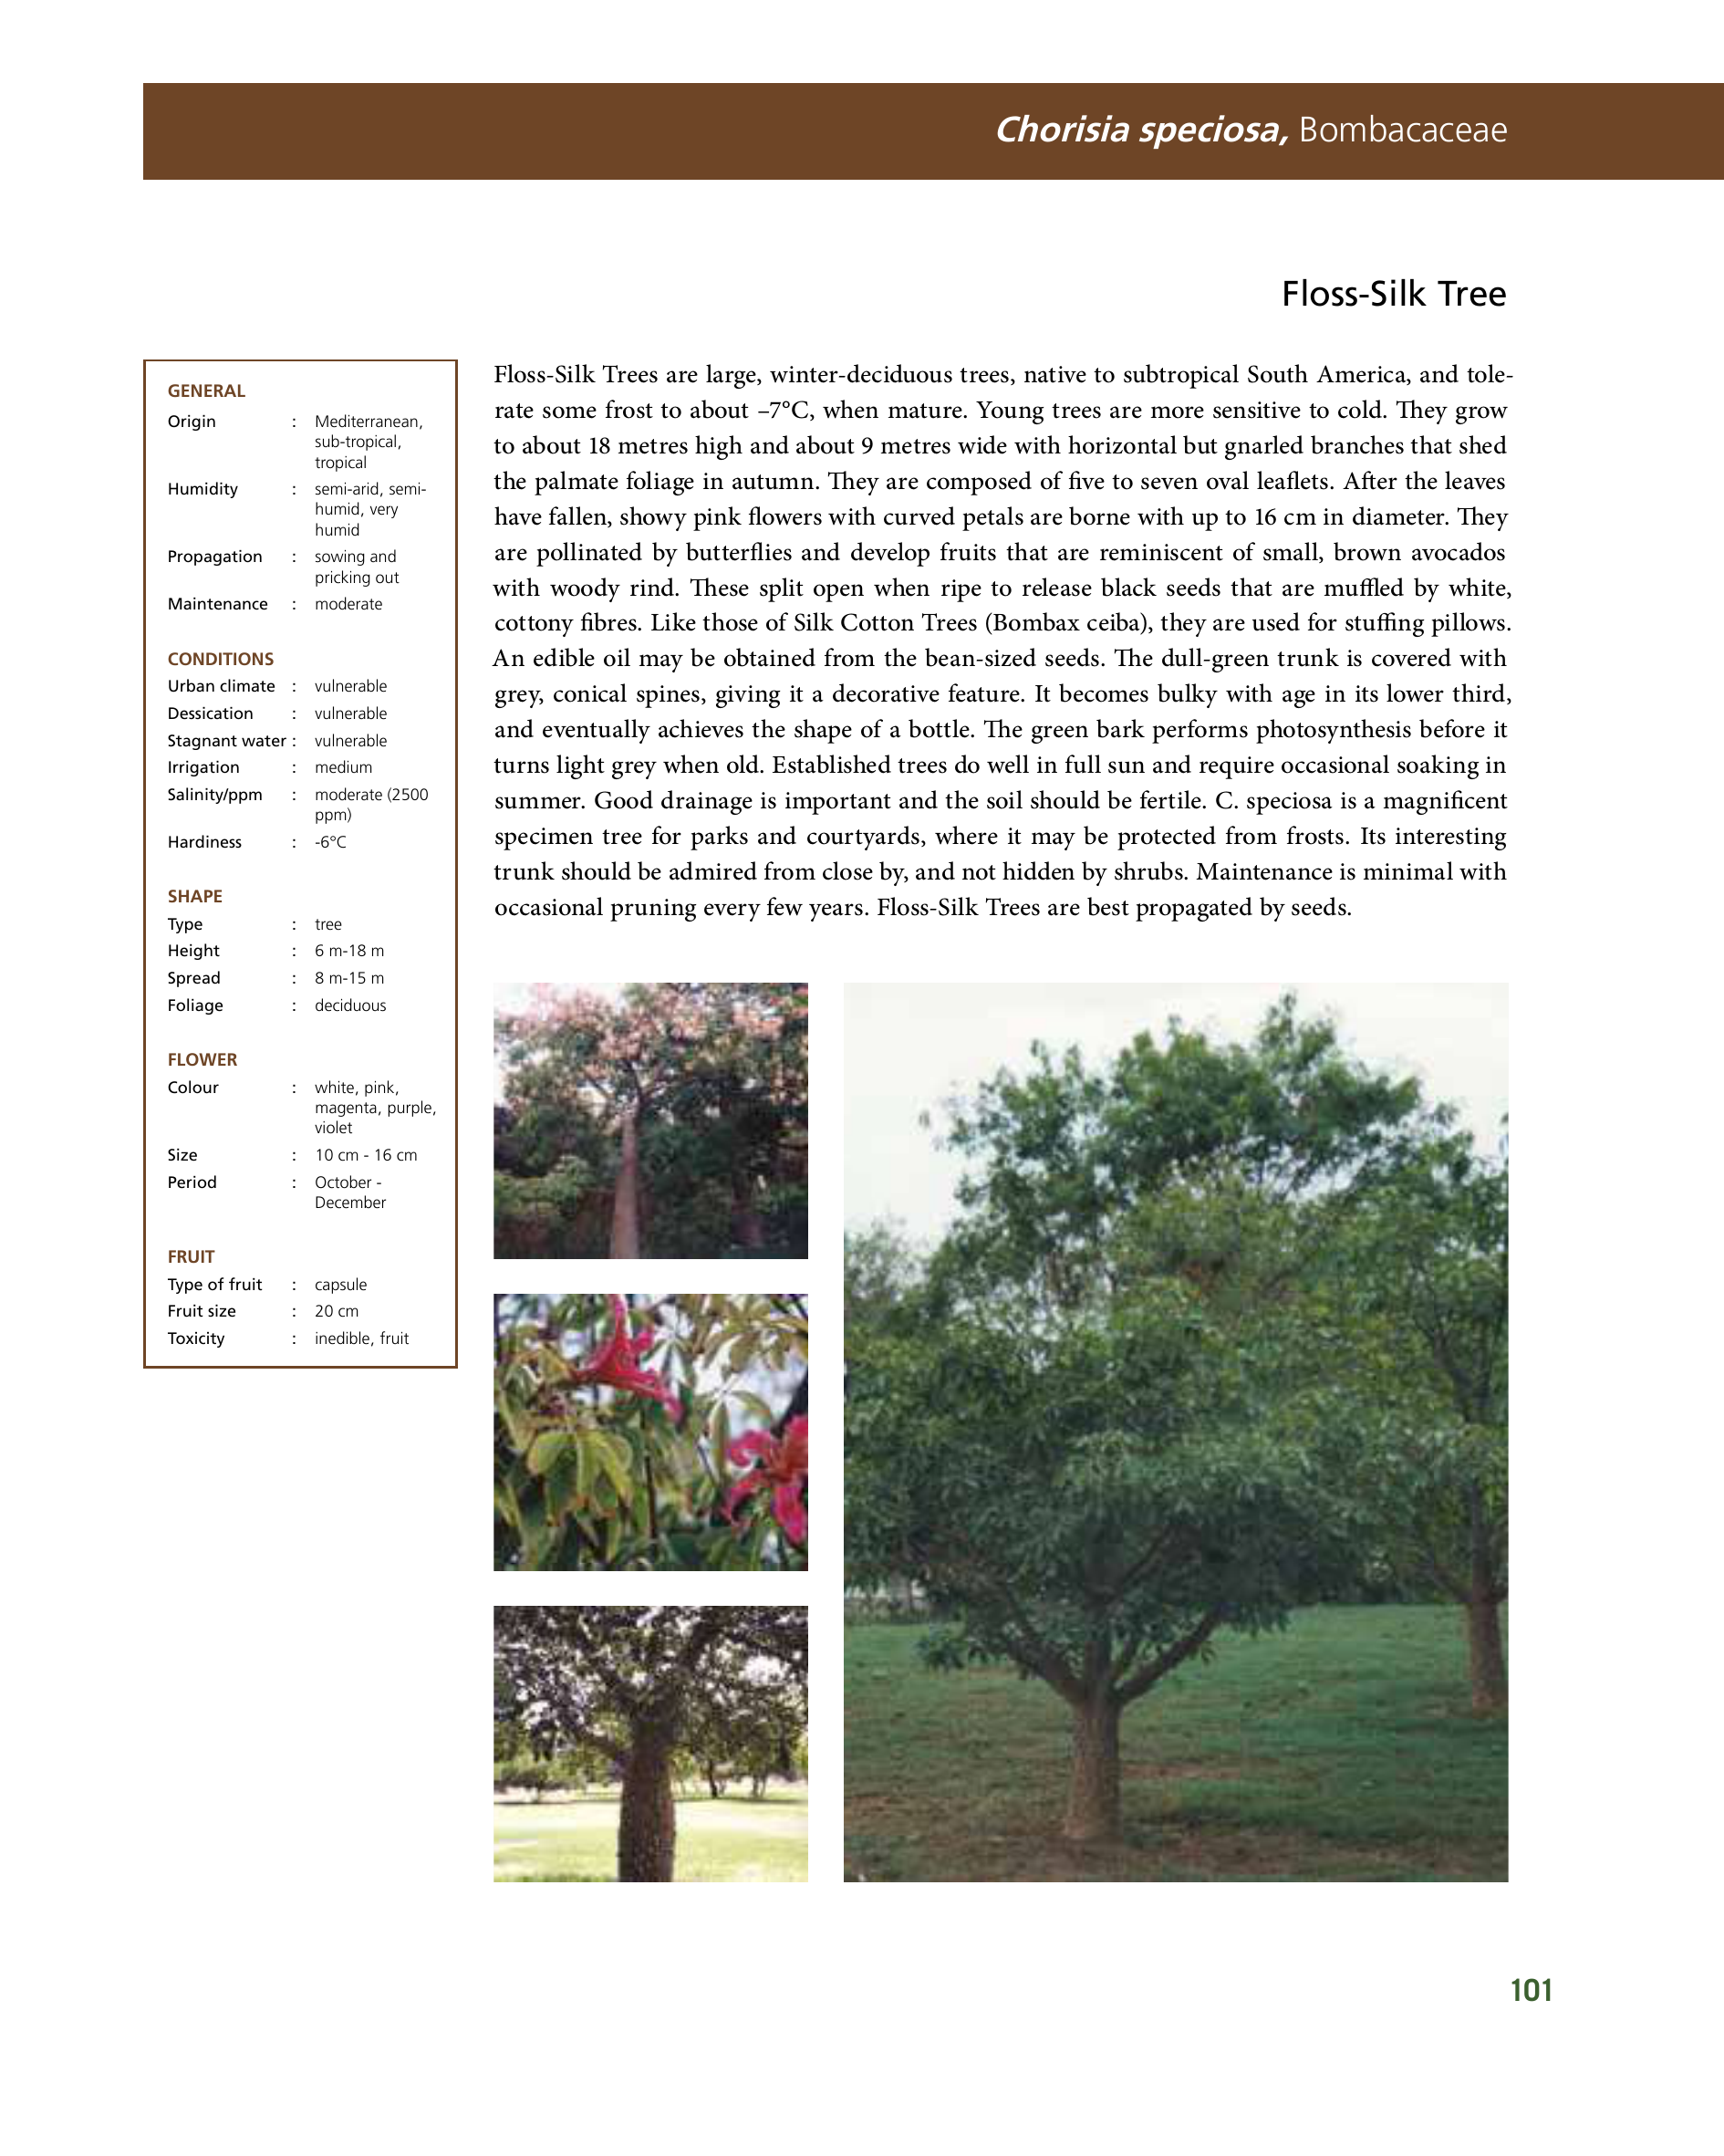 Chorisia speciosa, Bombacaceae
Floss-Silk Tree
GENERAL
Origin : Mediterranean,
sub-tropical,
tropical
Humidity : semi-arid, semi-
humid, very
humid
Propagation : sowing and
pricking out
Maintenance : moderate
CONDITIONS
Urban climate : vulnerable
Dessication : vulnerable
Stagnant water : vulnerable
Irrigation : medium
Salinity/ppm : moderate (2500
ppm)
Hardiness : -6°C
SHAPE
Type : tree
Height : 6 m-18 m
Spread : 8 m-15 m
Foliage : deciduous
FLOWER
Colour : white, pink,
magenta, purple,
violet
Size : 10 cm - 16 cm
Period : October -
December
FRUIT
Type of fruit : capsule
Fruit size : 20 cm
Toxicity : inedible, fruit
Floss-Silk Trees are large, winter-deciduous trees, native to subtropical South America, and tole-
rate some frost to about –7°C, when mature. Young trees are more sensitive to cold. They grow
to about 18 metres high and about 9 metres wide with horizontal but gnarled branches that shed
the palmate foliage in autumn. They are composed of five to seven oval leaflets. After the leaves
have fallen, showy pink flowers with curved petals are borne with up to 16 cm in diameter. They
are pollinated by butterflies and develop fruits that are reminiscent of small, brown avocados
with woody rind. These split open when ripe to release black seeds that are muffled by white,
cottony fibres. Like those of Silk Cotton Trees (Bombax ceiba), they are used for stuffing pillows.
An edible oil may be obtained from the bean-sized seeds. The dull-green trunk is covered with
grey, conical spines, giving it a decorative feature. It becomes bulky with age in its lower third,
and eventually achieves the shape of a bottle. The green bark performs photosynthesis before it
turns light grey when old. Established trees do well in full sun and require occasional soaking in
summer. Good drainage is important and the soil should be fertile. C. speciosa is a magnificent
specimen tree for parks and courtyards, where it may be protected from frosts. Its interesting
trunk should be admired from close by, and not hidden by shrubs. Maintenance is minimal with
occasional pruning every few years. Floss-Silk Trees are best propagated by seeds.
101